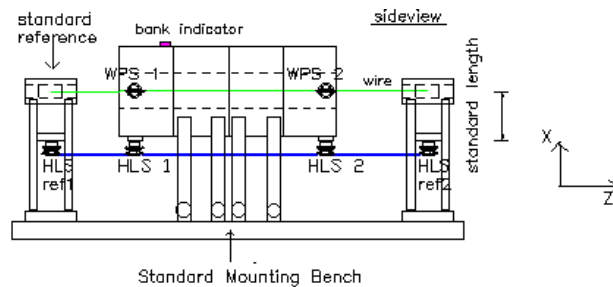 standard
reference
bank indicator
sideview
WPS 1
WPS 2
wire
standard length
HLS
ref1
HLS 1
HLS 2
HLS
ref2
X
Z
Standard Mounting Bench